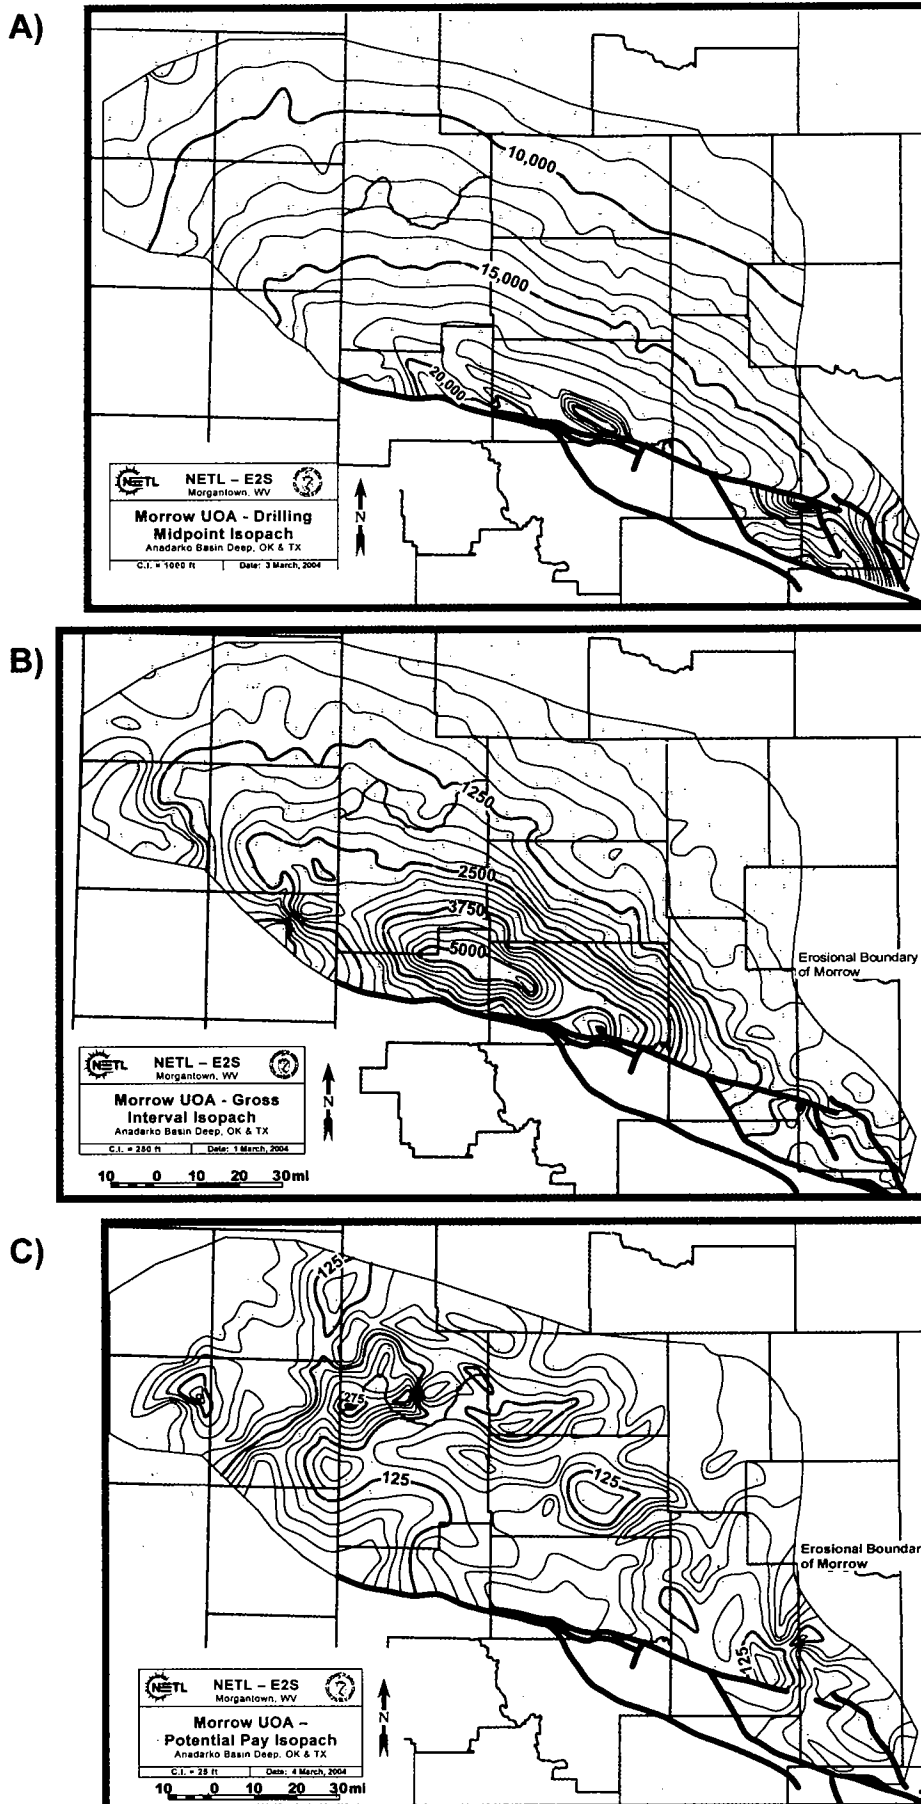 A)
10,000
15,000
20,000
NETL
NETL – E2S
Morgantown, WV
Morrow UOA - Drilling
Midpoint Isopach
Anadarko Basin Deep, OK & TX
C.I. = 1000 ft
Date: 3 March, 2004
N
B)
1250
2500
3750
5000
Erosional Boundary
of Morrow
NETL
NETL – E2S
Morgantown, WV
Morrow UOA - Gross
Interval Isopach
Anadarko Basin Deep, OK & TX
C.I. = 250 ft
Date: 1 March, 2004
N
10 0 10 20 30mi
C)
125
275
125
125
Erosional Boundary
of Morrow
125
NETL
NETL – E2S
Morgantown, WV
Morrow UOA –
Potential Pay Isopach
Anadarko Basin Deep, OK & TX
C.I. = 25 ft
Date: 4 March, 2004
N
10 0 10 20 30mi